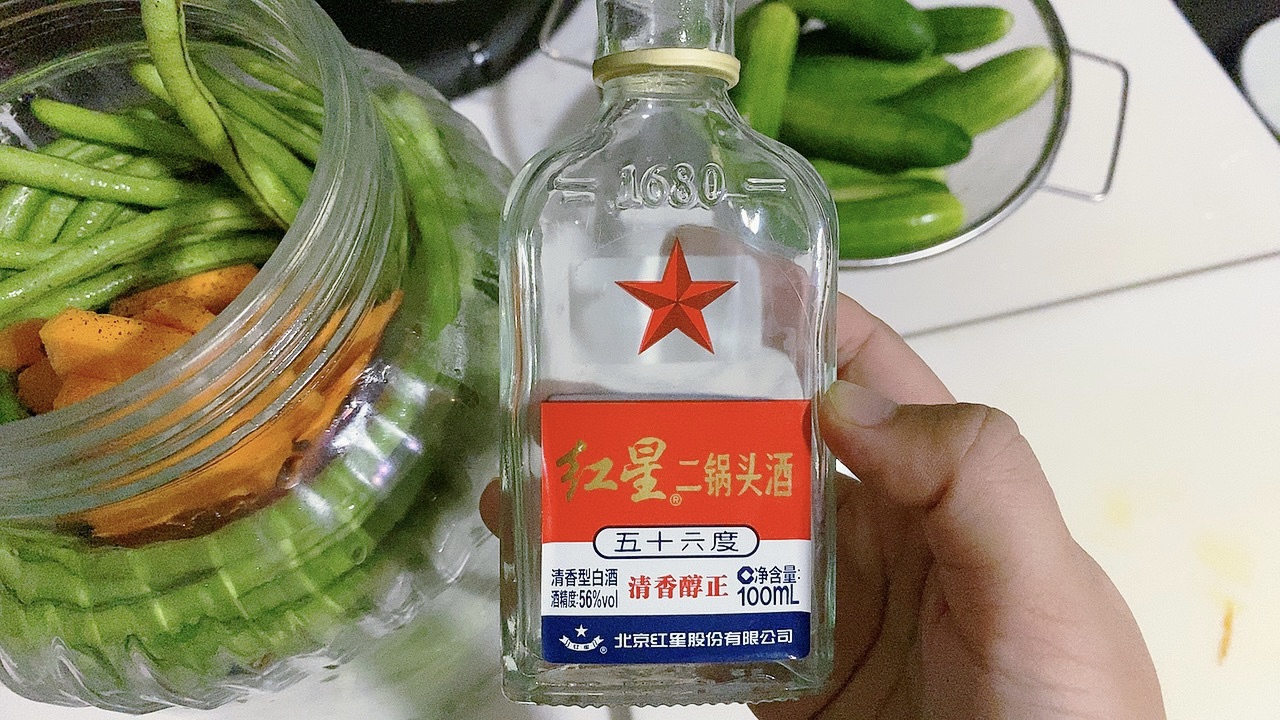 1680
红星®二锅头酒
五十六度
清香型白酒
酒精度:56%vol
清香醇正
净含量:
100mL
®北京红星股份有限公司